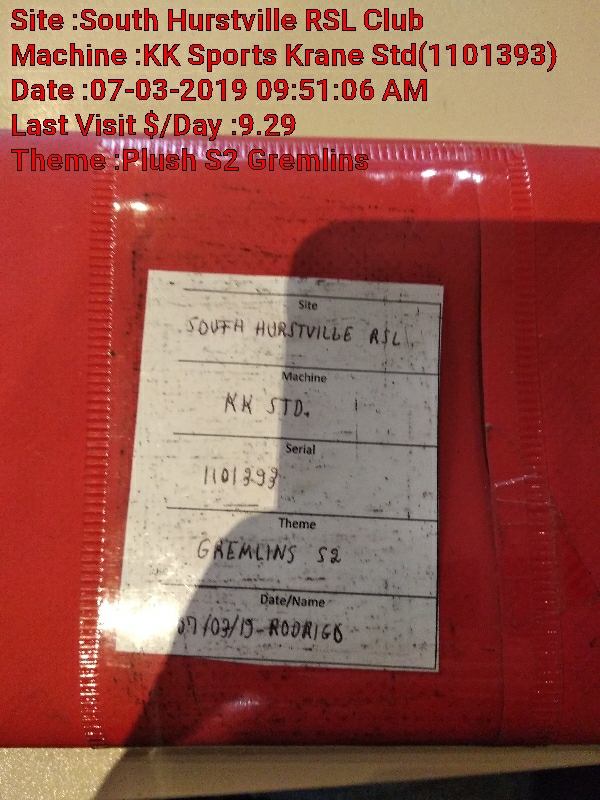 Site :South Hurstville RSL Club
Machine :KK Sports Krane Std(1101393)
Date :07-03-2019 09:51:06 AM
Last Visit $/Day :9.29
Theme :Plush S2 Gremlins
Site
SOUTH HURSTVILLE RSL
Machine
KK STD.
Serial
1101393
Theme
GREMLINS S2
Date/Name
07/03/19-RODRIGO